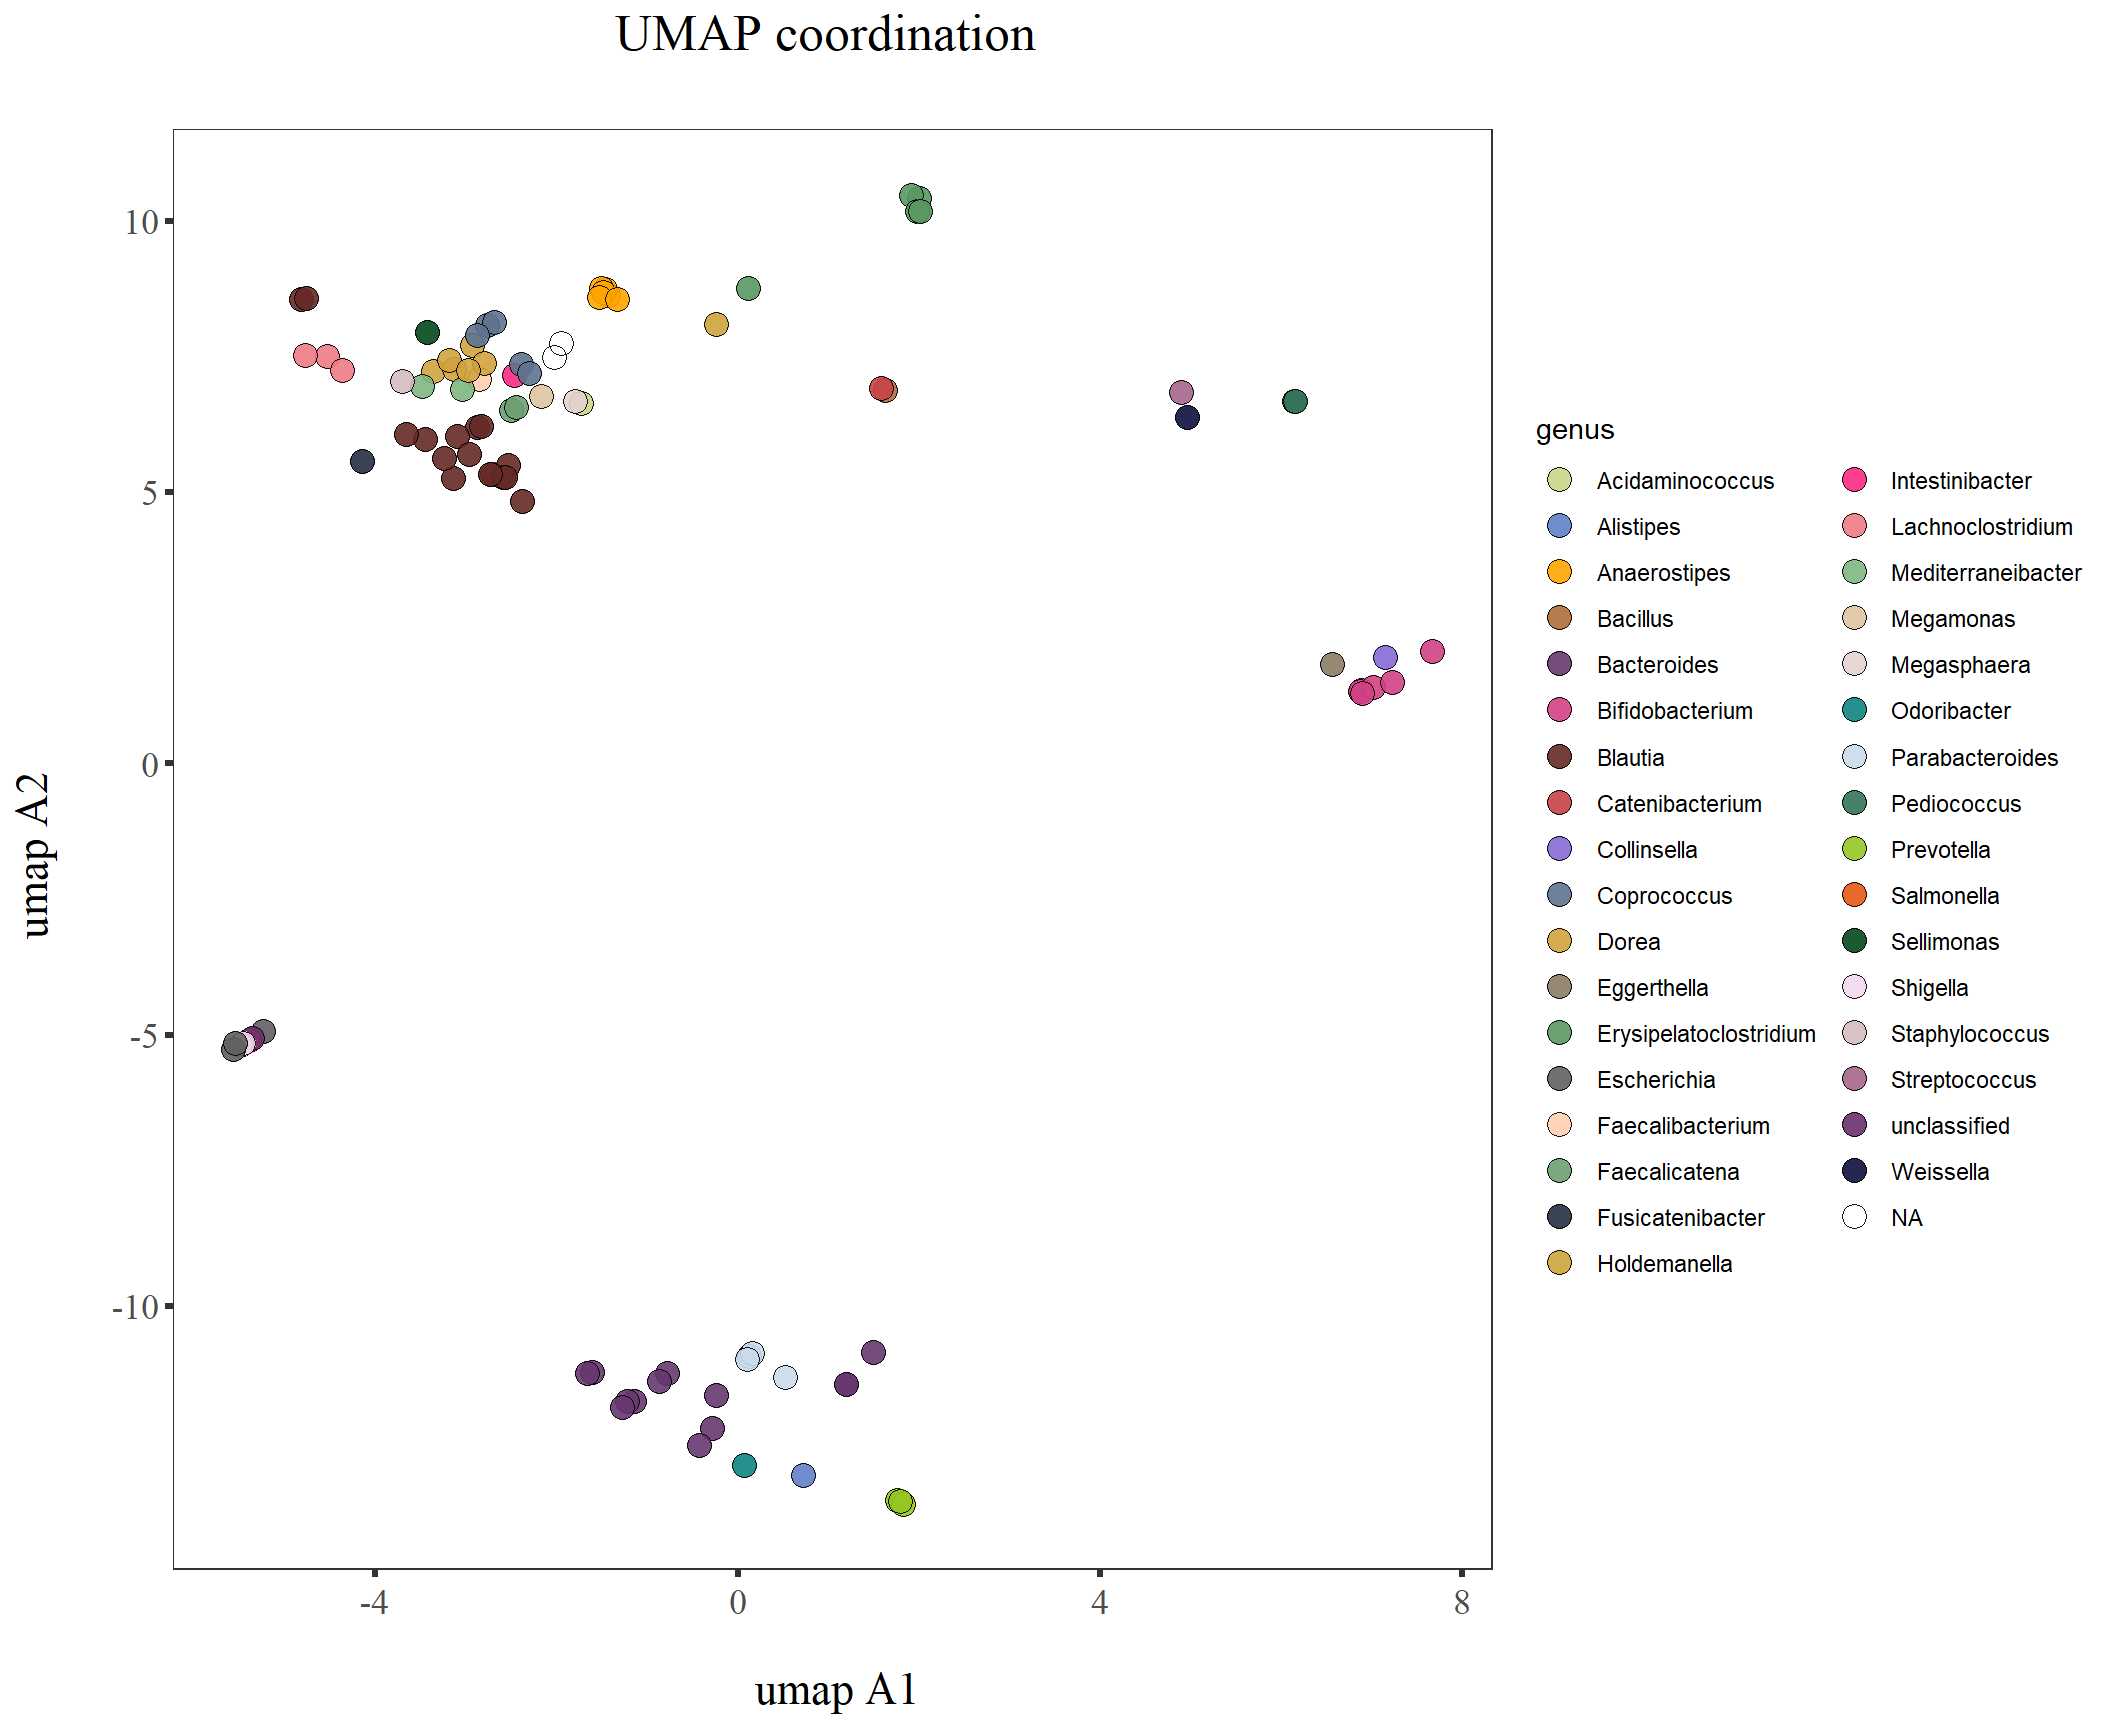 UMAP coordination
10
5
0
-5
-10
umap A2
-4
0
4
8
umap A1
genus
Acidaminococcus
Alistipes
Anaerostipes
Bacillus
Bacteroides
Bifidobacterium
Blautia
Catenibacterium
Collinsella
Coprococcus
Dorea
Eggerthella
Erysipelatoclostridium
Escherichia
Faecalibacterium
Faecalicatena
Fusicatenibacter
Holdemanella
Intestinibacter
Lachnoclostridium
Mediterraneibacter
Megamonas
Megasphaera
Odoribacter
Parabacteroides
Pediococcus
Prevotella
Salmonella
Sellimonas
Shigella
Staphylococcus
Streptococcus
unclassified
Weissella
NA